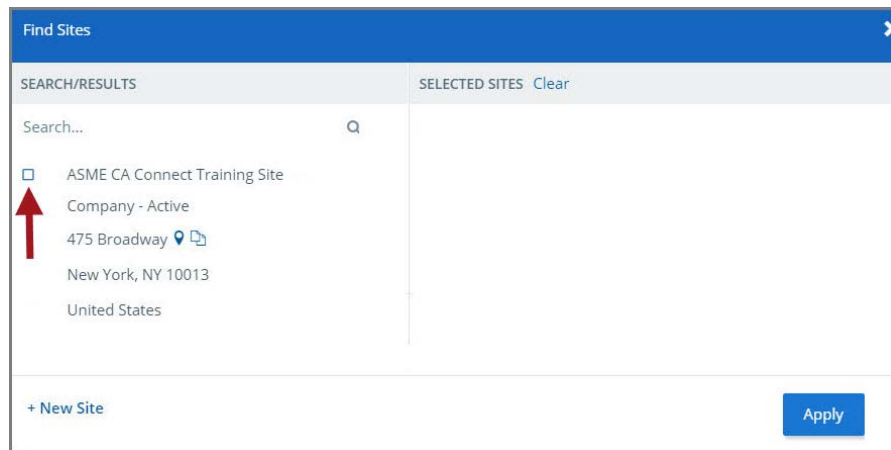 Find Sites
SEARCH/RESULTS
SELECTED SITES Clear
Search...
ASME CA Connect Training Site
Company - Active
475 Broadway
New York, NY 10013
United States
+ New Site
Apply